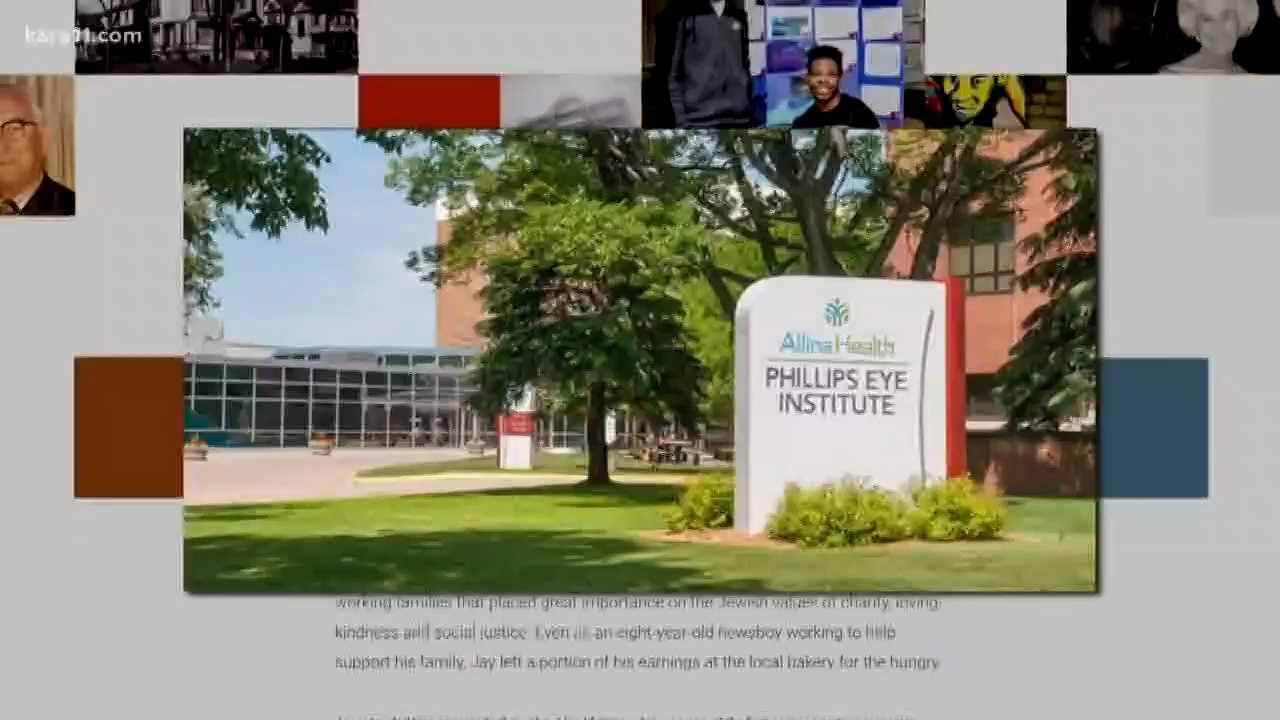 kare11.com
Allina Health
PHILLIPS EYE
INSTITUTE
working families that placed great importance on the Jewish values of charity, loving-
kindness and social justice. Even as an eight-year-old newsboy working to help
support his family, Jay left a portion of his earnings at the local bakery for the hungry.